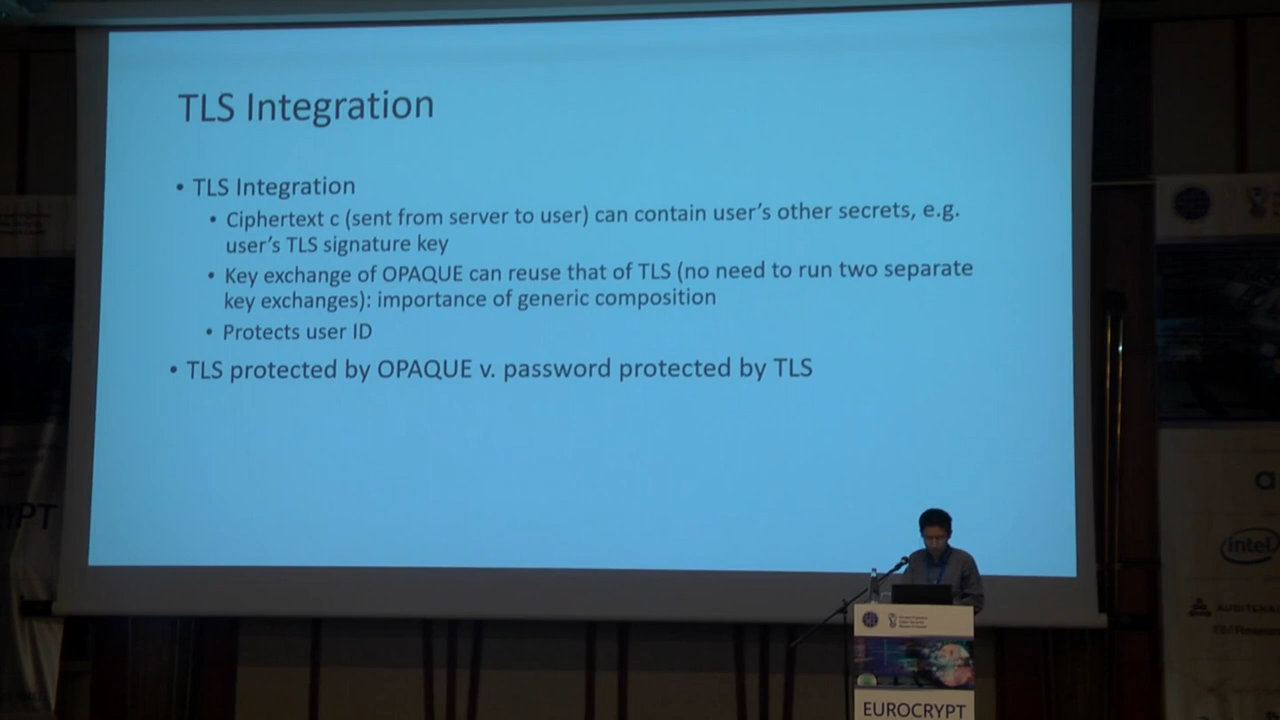 TLS Integration
• TLS Integration
• Ciphertext c (sent from server to user) can contain user's other secrets, e.g.
user's TLS signature key
• Key exchange of OPAQUE can reuse that of TLS (no need to run two separate
key exchanges): importance of generic composition
• Protects user ID
• TLS protected by OPAQUE v. password protected by TLS
YPT
intel
EUROCRYPT